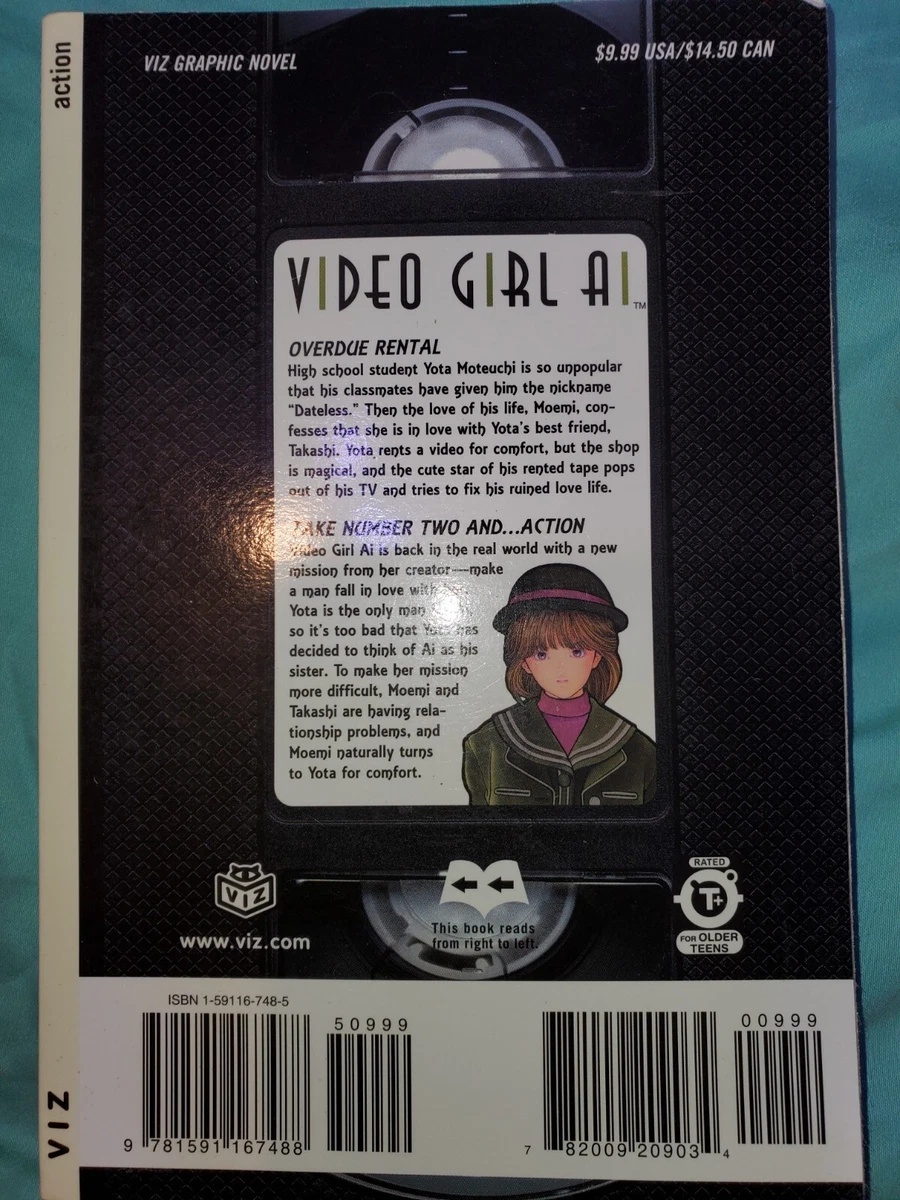 action
VIZ GRAPHIC NOVEL
$9.99 USA/$14.50 CAN
VIDEO GIRL AI™
OVERDUE RENTAL
High school student Yota Moteuchi is so unpopular
that his classmates have given him the nickname
“Dateless.” Then the love of his life, Moemi, con-
fesses that she is in love with Yota's best friend,
Takashi. Yota rents a video for comfort, but the shop
is magical, and the cute star of his rented tape pops
out of his TV and tries to fix his ruined love life.
TAKE NUMBER TWO AND...ACTION
Video Girl Ai is back in the real world with a new
mission from her creator—make
a man fall in love with
Yota is the only man
so it's too bad that Yota has
decided to think of Ai as his
sister. To make her mission
more difficult, Moemi and
Takashi are having rela-
tionship problems, and
Moemi naturally turns
to Yota for comfort.
VIZ
www.viz.com
This book reads
from right to left.
RATED
T+
FOR OLDER
TEENS
ISBN 1-59116-748-5
50999
9 781591 167488
00999
7 82009 20903 4
VIZ